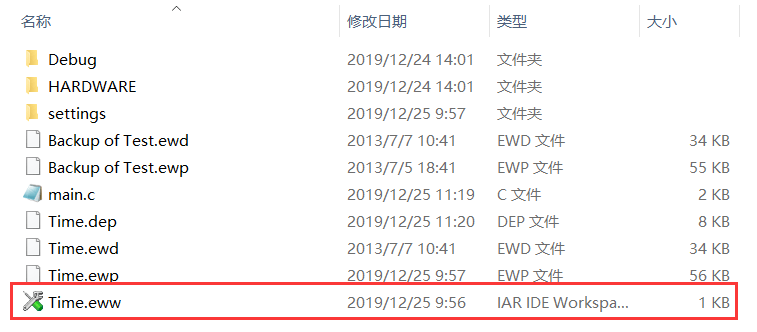 名称 修改日期 类型 大小
Debug 2019/12/24 14:01 文件夹
HARDWARE 2019/12/24 14:01 文件夹
settings 2019/12/25 9:57 文件夹
Backup of Test.ewd 2013/7/7 10:41 EWD 文件 34 KB
Backup of Test.ewp 2013/7/5 18:41 EWP 文件 55 KB
main.c 2019/12/25 11:19 C 文件 2 KB
Time.dep 2019/12/25 11:20 DEP 文件 8 KB
Time.ewd 2013/7/7 10:41 EWD 文件 34 KB
Time.ewp 2019/12/25 9:57 EWP 文件 56 KB
Time.eww 2019/12/25 9:56 IAR IDE Workspa... 1 KB